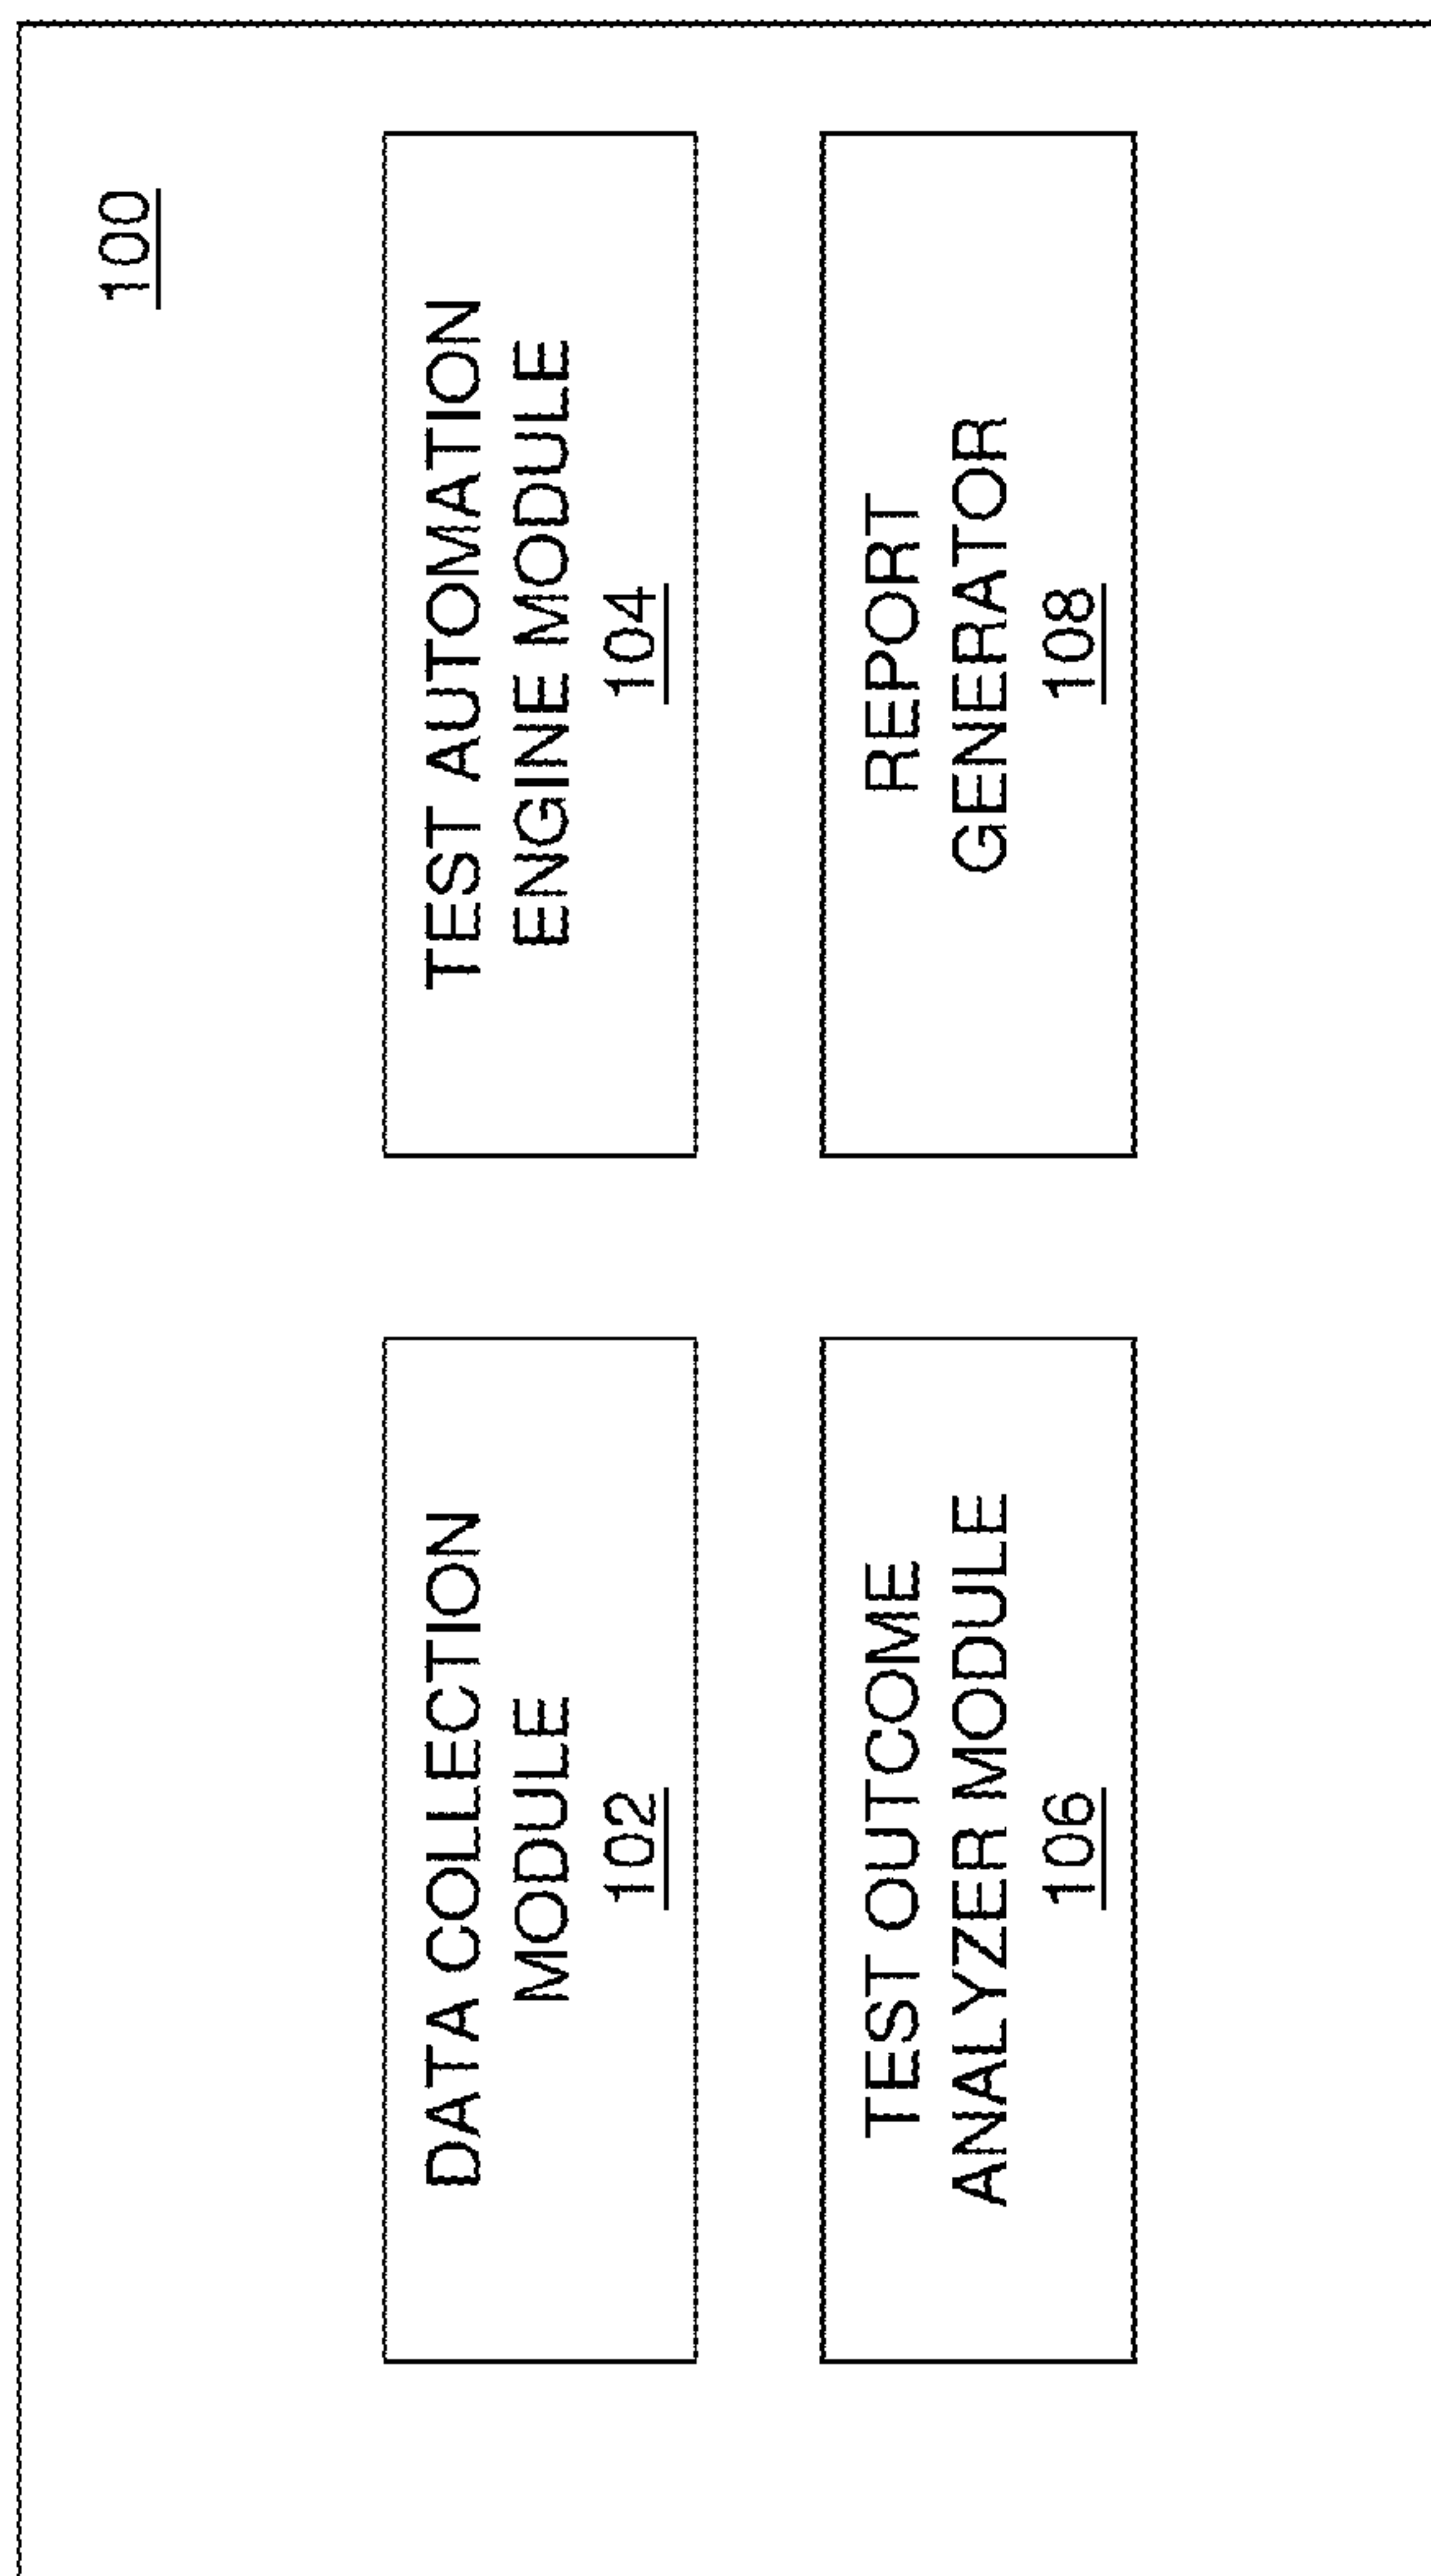 100
DATA COLLECTION
MODULE
102
TEST AUTOMATION
ENGINE MODULE
104
TEST OUTCOME
ANALYZER MODULE
106
REPORT
GENERATOR
108